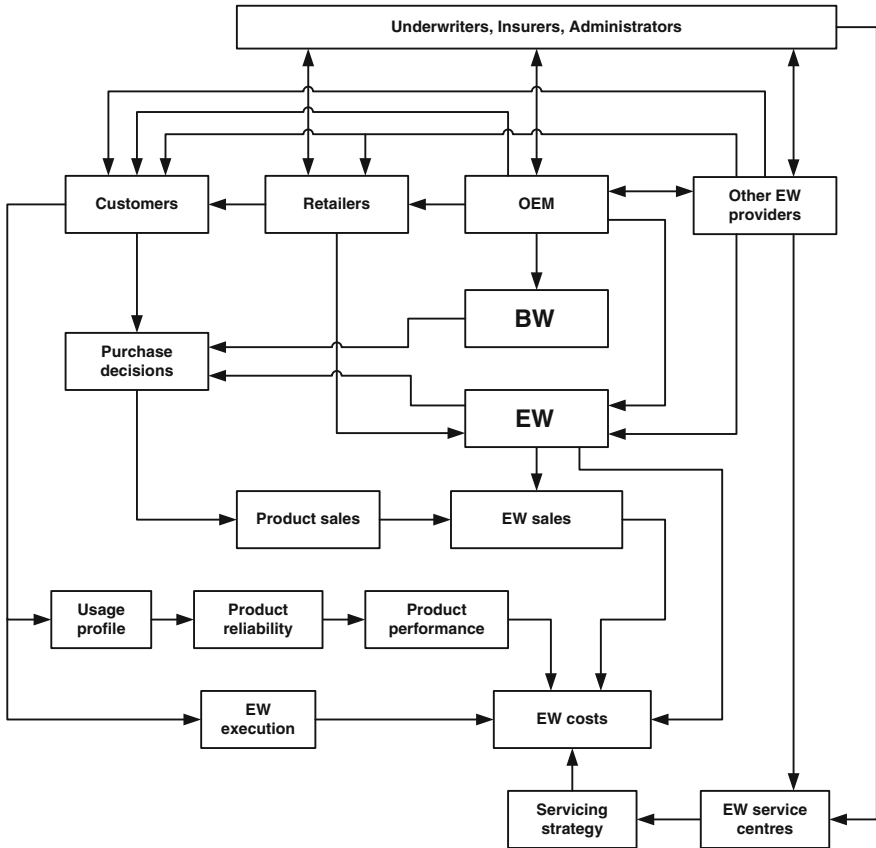 Underwriters, Insurers, Administrators
Customers
Retailers
OEM
Other EW
providers
BW
Purchase
decisions
EW
Product sales
EW sales
Usage
profile
Product
reliability
Product
performance
EW
execution
EW costs
Servicing
strategy
EW service
centres